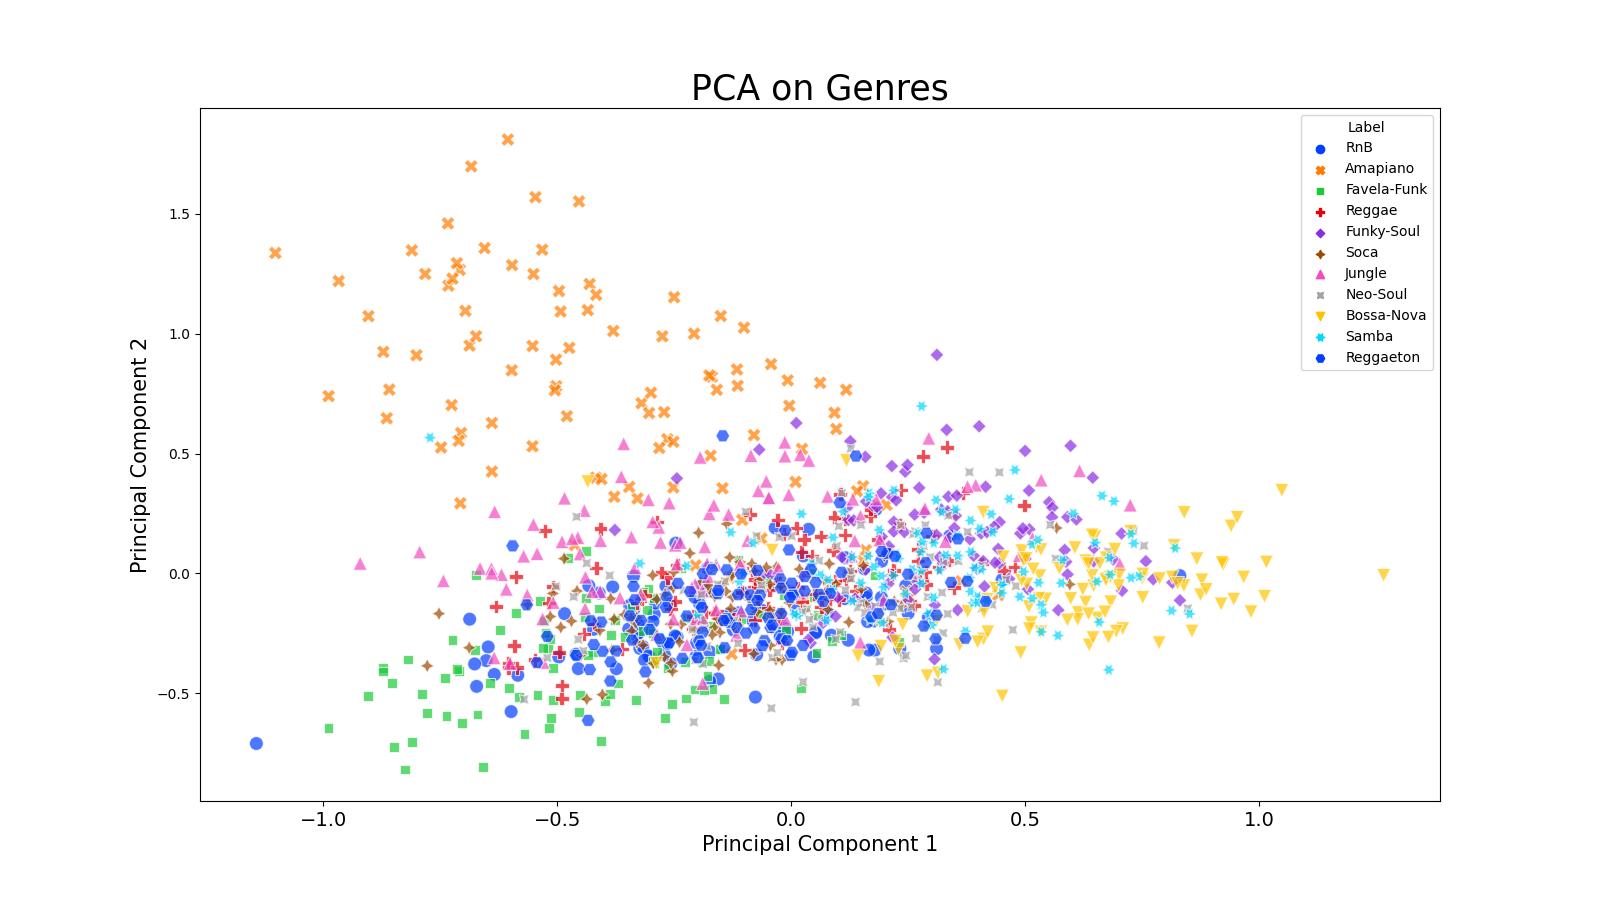 PCA on Genres
Label
RnB
Amapiano
Favela-Funk
Reggae
Funky-Soul
Soca
Jungle
Neo-Soul
Bossa-Nova
Samba
Reggaeton
Principal Component 2
1.5
1.0
0.5
0.0
−0.5
−1.0
−0.5
0.0
0.5
1.0
Principal Component 1